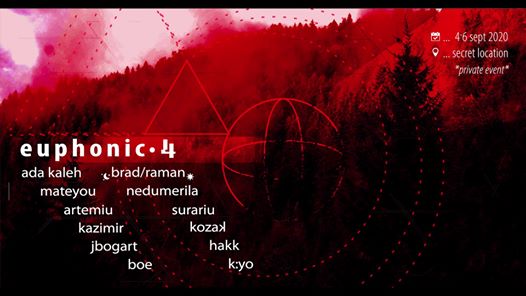 ... 4-6 sept 2020
... secret location
*private event*
euphonic•4
ada kaleh brad/raman
mateyou nedumerila
artemiu surariu
kazimir kozak
jbogart hakk
boe k:yo